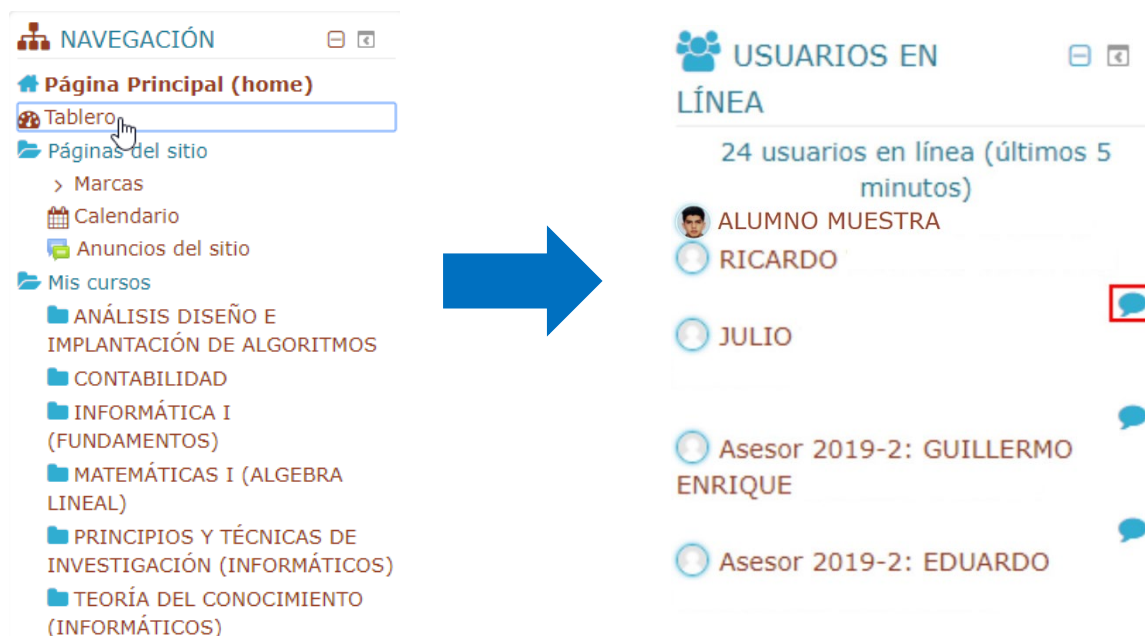 NAVEGACIÓN
Página Principal (home)
Tablero
Páginas del sitio
Marcas
Calendario
Anuncios del sitio
Mis cursos
ANÁLISIS DISEÑO E
IMPLANTACIÓN DE ALGORITMOS
CONTABILIDAD
INFORMÁTICA I
(FUNDAMENTOS)
MATEMÁTICAS I (ALGEBRA
LINEAL)
PRINCIPIOS Y TÉCNICAS DE
INVESTIGACIÓN (INFORMÁTICOS)
TEORÍA DEL CONOCIMIENTO
(INFORMÁTICOS)
USUARIOS EN
LÍNEA
24 usuarios en línea (últimos 5
minutos)
ALUMNO MUESTRA
RICARDO
JULIO
Asesor 2019-2: GUILLERMO
ENRIQUE
Asesor 2019-2: EDUARDO